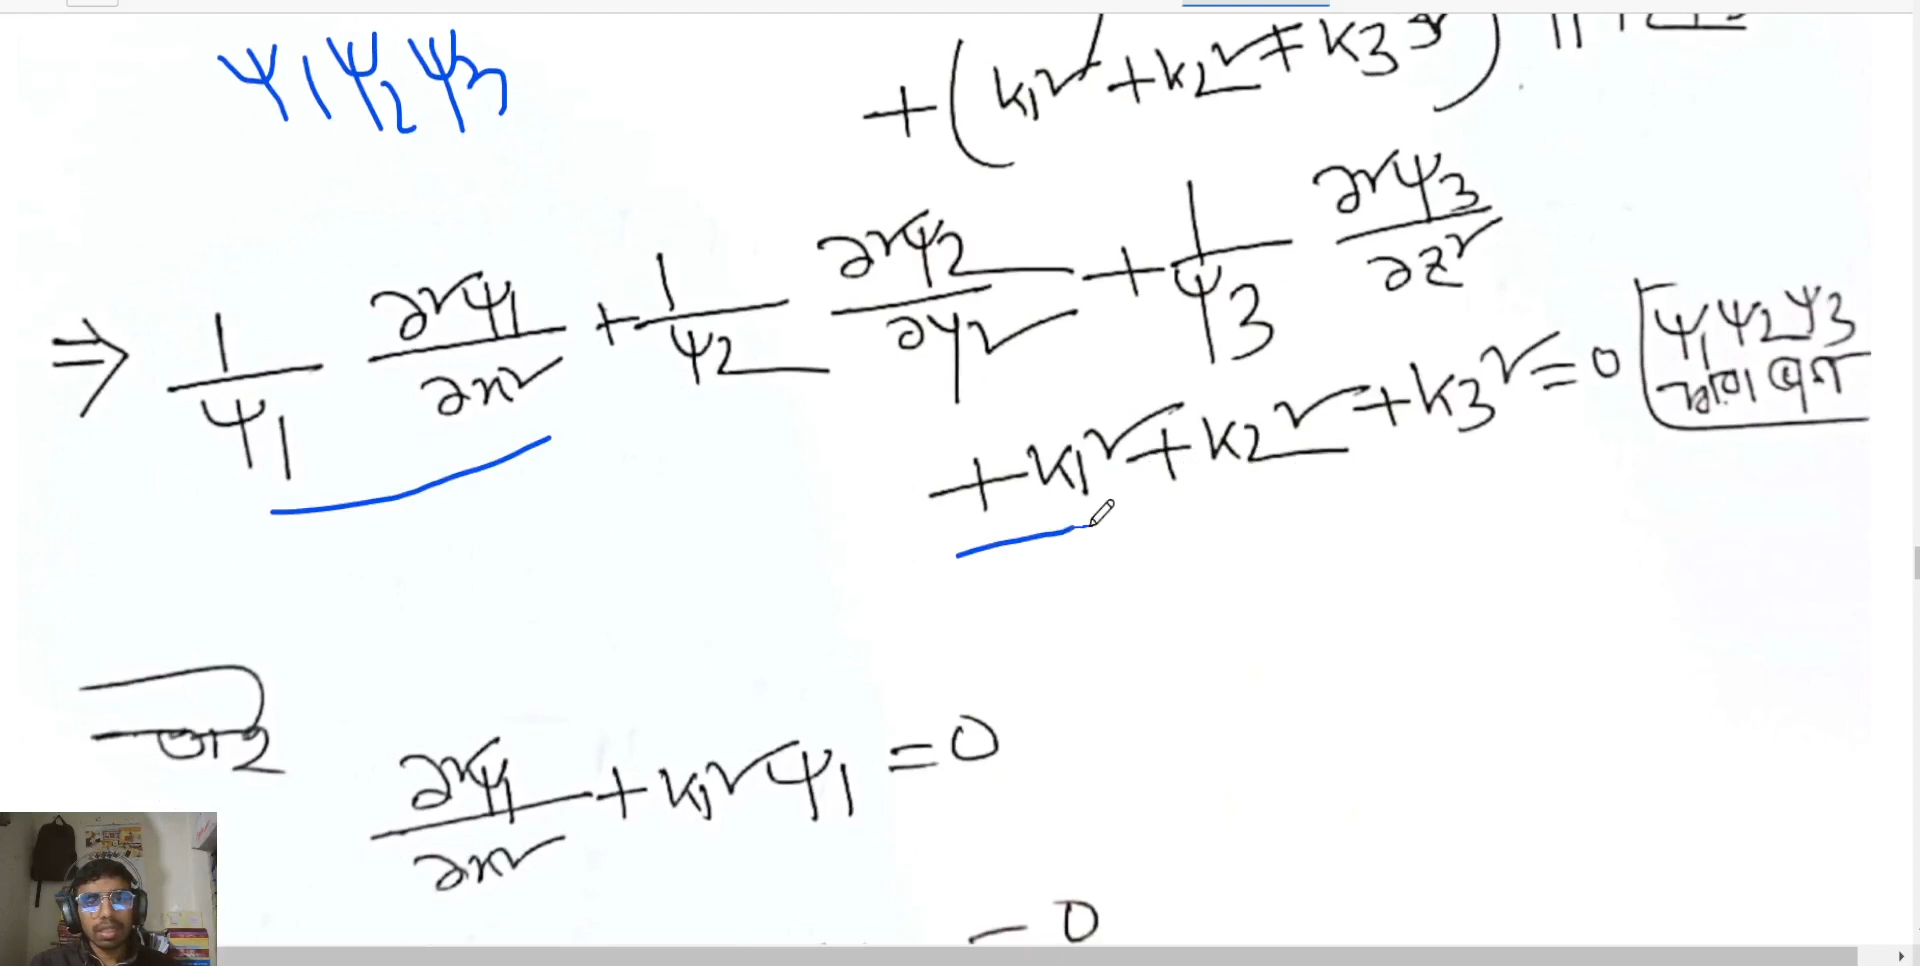 ψ₁ψ₂ψ₃
+(k₁² + k₂² + k₃²)
⇒ 1/ψ₁ ∂²ψ₁/∂x² + 1/ψ₂ ∂²ψ₂/∂y² + 1/ψ₃ ∂²ψ₃/∂z²
+ k₁² + k₂² + k₃² = 0
ψ₁ψ₂ψ₃
∂²ψ₁/∂x² + k₁²ψ₁ = 0